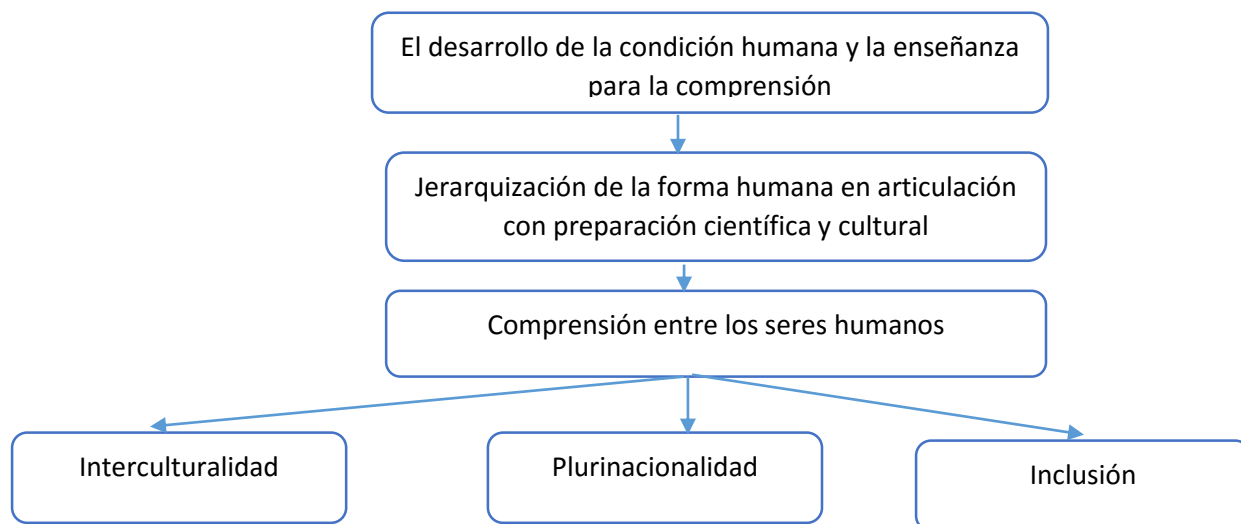 El desarrollo de la condición humana y la enseñanza
para la comprensión
Jerarquización de la forma humana en articulación
con preparación científica y cultural
Comprensión entre los seres humanos
Interculturalidad
Plurinacionalidad
Inclusión